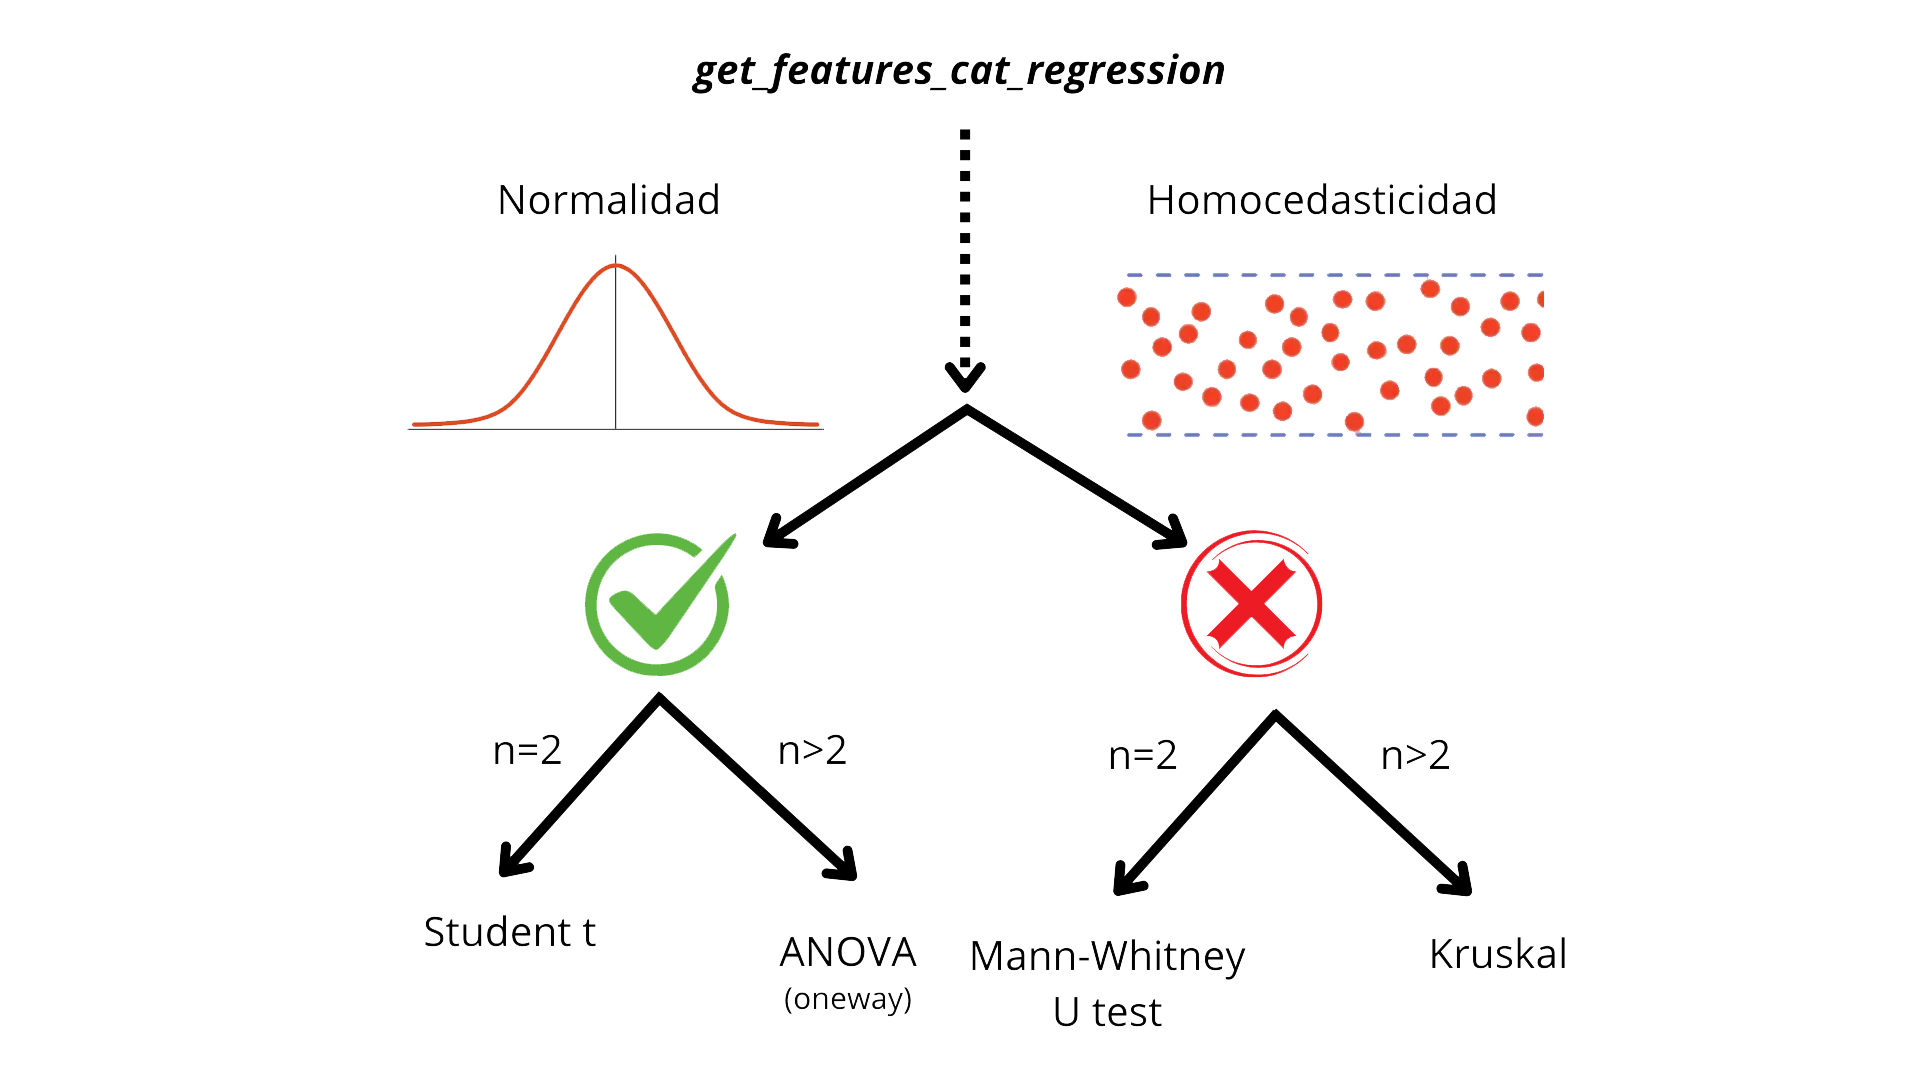 get_features_cat_regression
Normalidad
Homocedasticidad
n=2
n>2
n=2
n>2
Student t
ANOVA
(oneway)
Mann-Whitney
U test
Kruskal